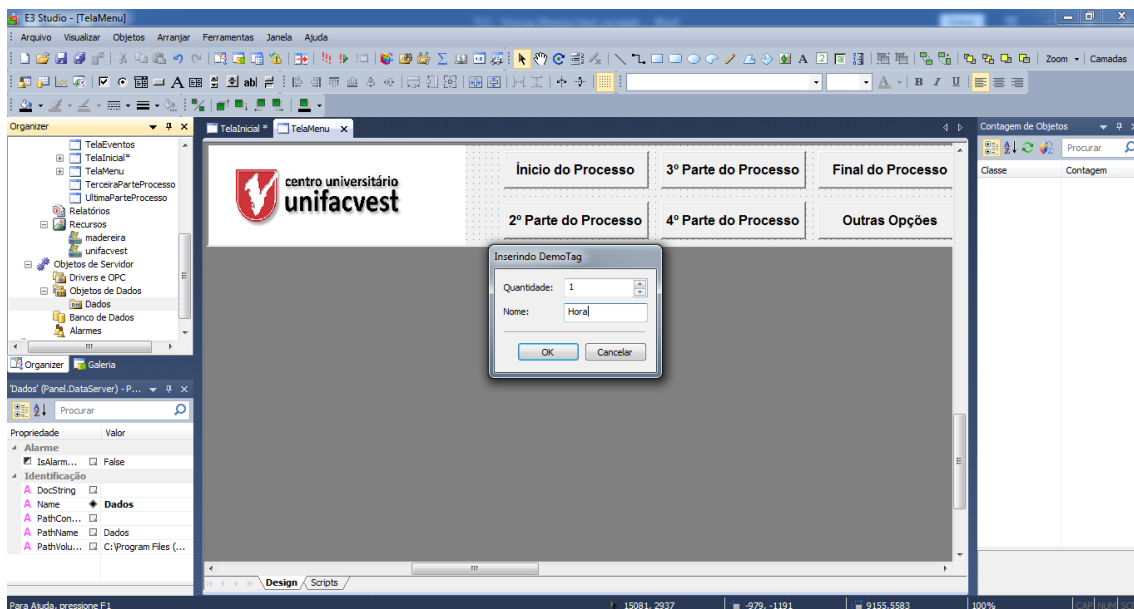 E3 Studio - [TelaMenu]
Arquivo Visualizar Objetos Arranjar Ferramentas Janela Ajuda
Zoom Camadas
A B I U
Organizer
TelaInicial * TelaMenu
Contagem de Objetos
Procurar
Classe Contagem
TelaEventos
TelaInicial*
TelaMenu
TerceiraParteProcesso
UltimaParteProcesso
Relatórios
Recursos
madereira
unifacvest
Objetos de Servidor
Drivers e OPC
Objetos de Dados
Dados
Banco de Dados
Alarmes
Organizer Galeria
centro universitário
unifacvest
Ínicio do Processo 3º Parte do Processo Final do Processo
2º Parte do Processo 4º Parte do Processo Outras Opções
Inserindo DemoTag
Quantidade: 1
Nome: Hora
OK Cancelar
'Dados' (Panel.DataServer) - P...
Procurar
Propriedade Valor
Alarme
IsAlarm... False
Identificação
DocString
Name Dados
PathCon...
PathName Dados
PathVolu... C:\Program Files (...
Design Scripts
Para Ajuda, pressione F1
15081, 2937 -979, -1191 9155,5583 100% CAP NUM SC